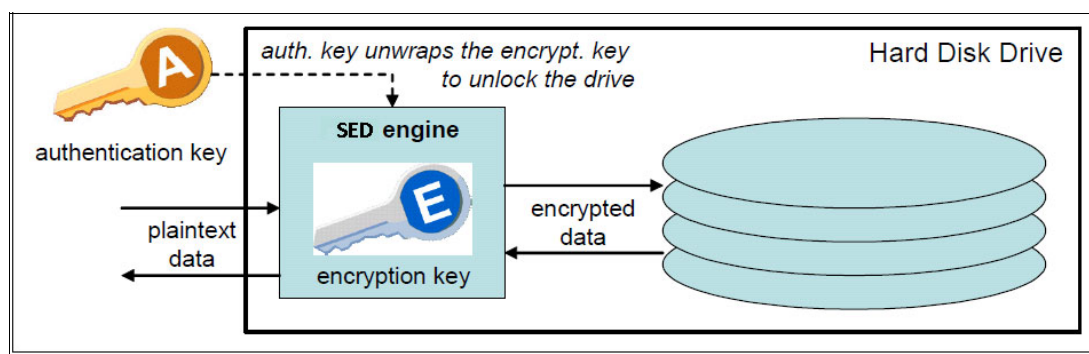 auth. key unwraps the encrypt. key
to unlock the drive
Hard Disk Drive
A
authentication key
SED engine
E
encryption key
plaintext
data
encrypted
data